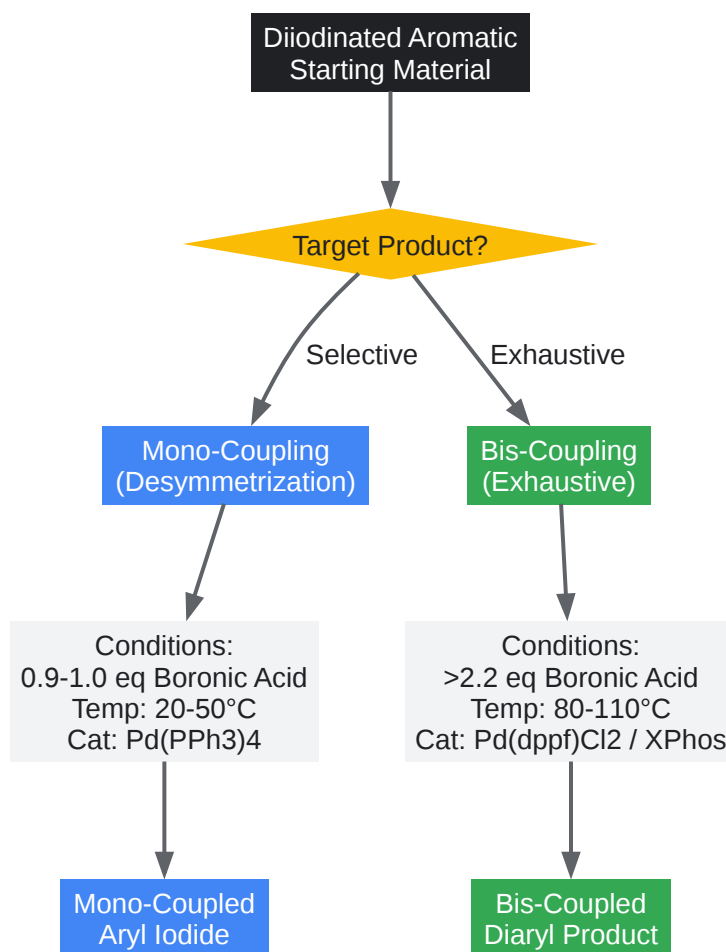 Diiodinated Aromatic
Starting Material
Target Product?
Selective
Exhaustive
Mono-Coupling
(Desymmetrization)
Bis-Coupling
(Exhaustive)
Conditions:
0.9-1.0 eq Boronic Acid
Temp: 20-50°C
Cat: Pd(PPh3)4
Conditions:
>2.2 eq Boronic Acid
Temp: 80-110°C
Cat: Pd(dppf)Cl2 / XPhos
Mono-Coupled
Aryl Iodide
Bis-Coupled
Diaryl Product